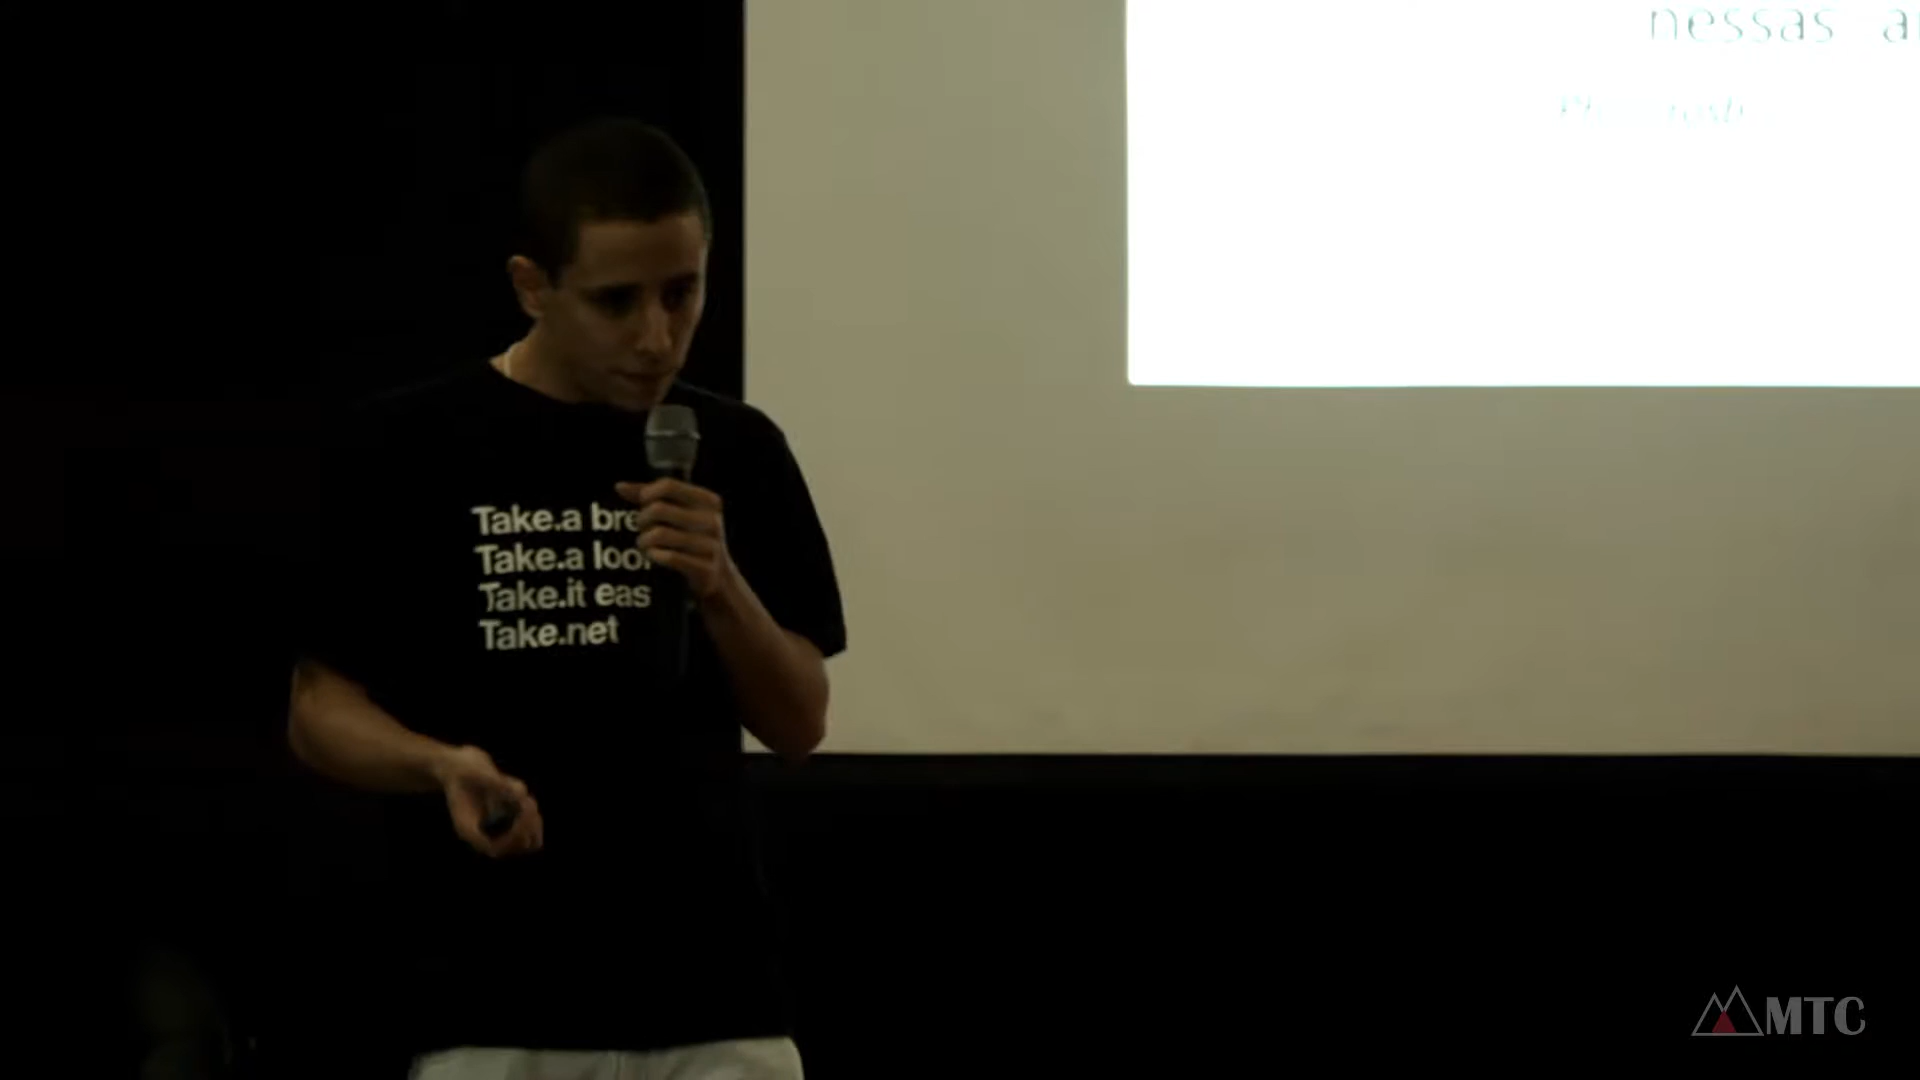 nessas
Take.a bre
Take.a loo
Take.it eas
Take.net
MTC